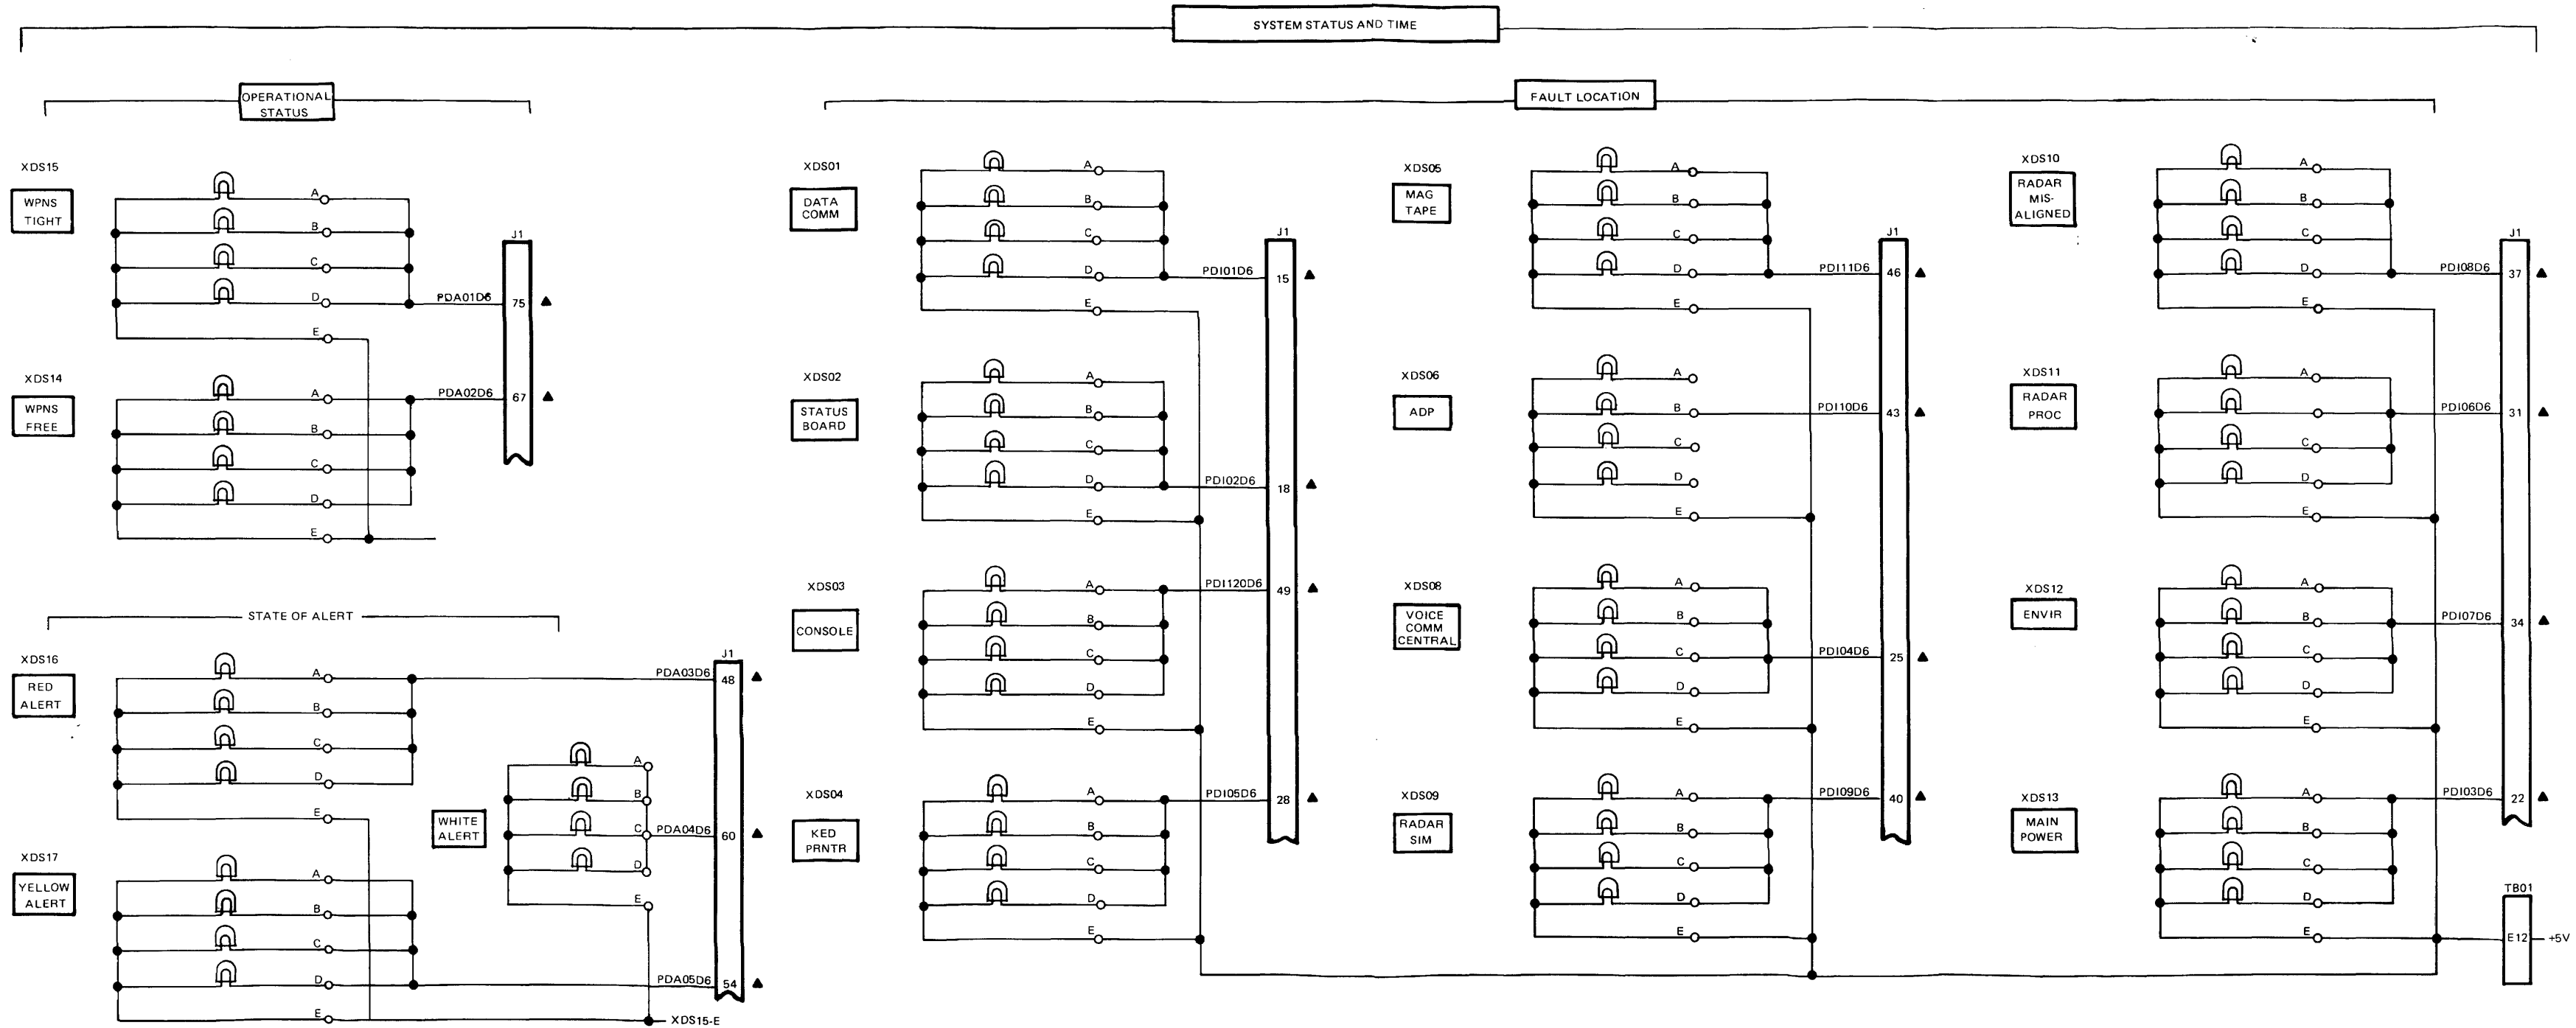 SYSTEM STATUS AND TIME
OPERATIONAL
STATUS
XDS15
WPNS
TIGHT
A
B
C
D
E
PDA01D6
J1
75
XDS14
WPNS
FREE
A
B
C
D
E
PDA02D6
67
STATE OF ALERT
XDS16
RED
ALERT
A
B
C
D
E
PDA03D6
J1
48
WHITE
ALERT
A
B
C
D
E
PDA04D6
60
XDS17
YELLOW
ALERT
A
B
C
D
E
PDA05D6
54
XDS15-E
FAULT LOCATION
XDS01
DATA
COMM
A
B
C
D
E
PDI01D6
J1
15
XDS02
STATUS
BOARD
A
B
C
D
E
PDI02D6
18
XDS03
CONSOLE
A
B
C
D
E
PDI120D6
49
XDS04
KED
PRNTR
A
B
C
D
E
PDI05D6
28
XDS05
MAG
TAPE
A
B
C
D
E
PDI11D6
J1
46
XDS06
ADP
A
B
C
D
E
PDI10D6
43
XDS08
VOICE
COMM
CENTRAL
A
B
C
D
E
PDI04D6
25
XDS09
RADAR
SIM
A
B
C
D
E
PDI09D6
40
XDS10
RADAR
MIS-
ALIGNED
A
B
C
D
E
PDI08D6
J1
37
XDS11
RADAR
PROC
A
B
C
D
E
PDI06D6
31
XDS12
ENVIR
A
B
C
D
E
PDI07D6
34
XDS13
MAIN
POWER
A
B
C
D
E
PDI03D6
22
TB01
E12
+5V